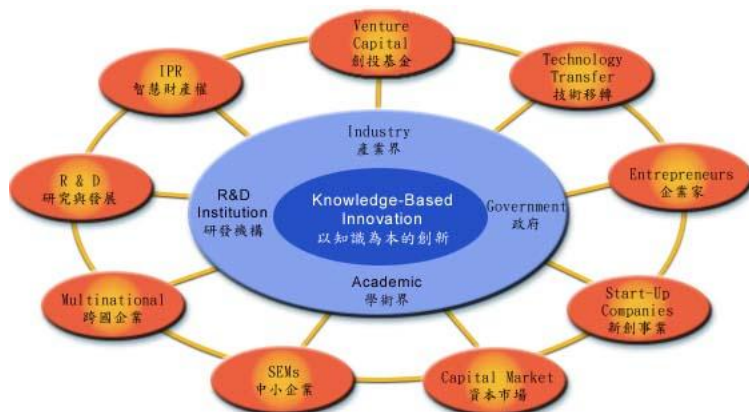 Venture
Capital
創投基金
IPR
智慧財產權
Technology
Transfer
技術移轉
Industry
產業界
R & D
研究與發展
R&D
Institution
研發機構
Knowledge-Based
Innovation
以知識為本的創新
Government
政府
Entrepreneurs
企業家
Academic
學術界
Multinational
跨國企業
Start-Up
Companies
新創事業
SEMs
中小企業
Capital Market
資本市場